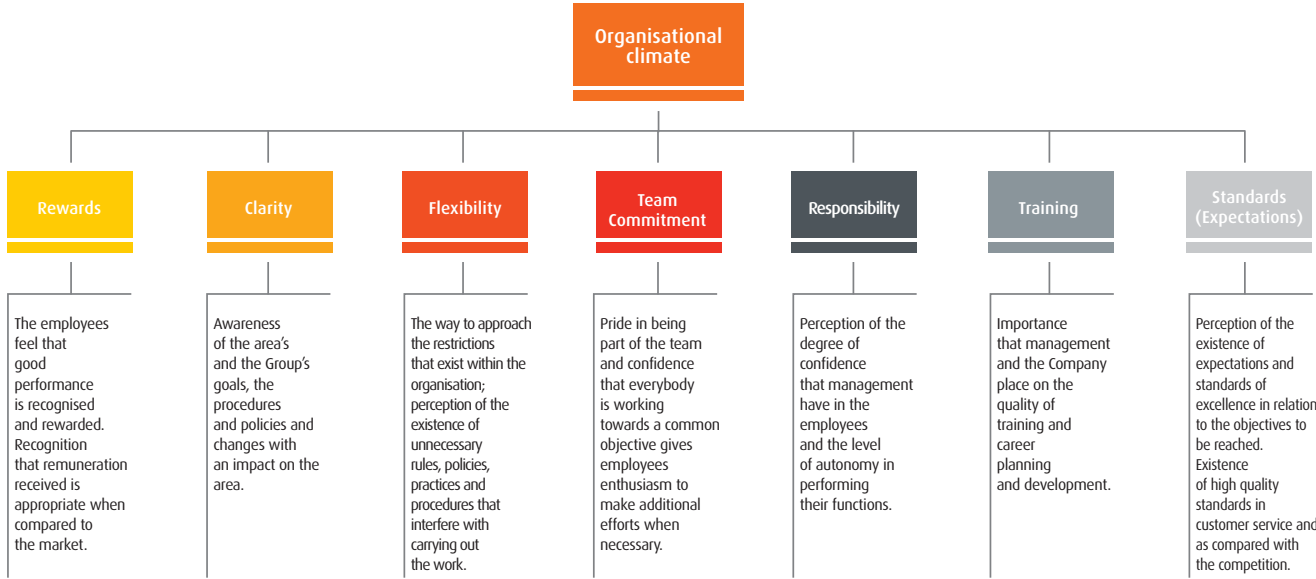 Organisational
climate
Rewards
Clarity
Flexibility
Team
Commitment
Responsibility
Training
Standards
(Expectations)
The employees
feel that
good
performance
is recognised
and rewarded.
Recognition
that remuneration
received is
appropriate when
compared to
the market.
Awareness
of the area's
and the Group's
goals, the
procedures
and policies and
changes with
an impact on the
area.
The way to approach
the restrictions
that exist within the
organisation;
perception of the
existence of
unnecessary
rules, policies,
practices and
procedures that
interfere with
carrying out
the work.
Pride in being
part of the team
and confidence
that everybody
is working
towards a common
objective gives
employees
enthusiasm to
make additional
efforts when
necessary.
Perception of the
degree of
confidence
that management
have in the
employees
and the level
of autonomy in
performing
their functions.
Importance
that management
and the Company
place on the
quality of
training and
career
planning
and development.
Perception of the
existence of
expectations and
standards of
excellence in relation
to the objectives to
be reached.
Existence
of high quality
standards in
customer service and
as compared with
the competition.